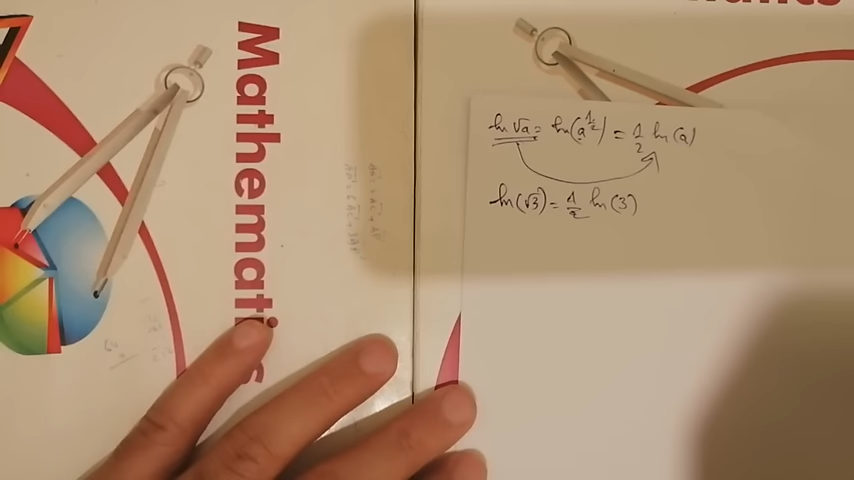 Mathematics
ln √a = ln(a^1/2) = 1/2 ln(a)
ln(√3) = 1/2 ln(3)